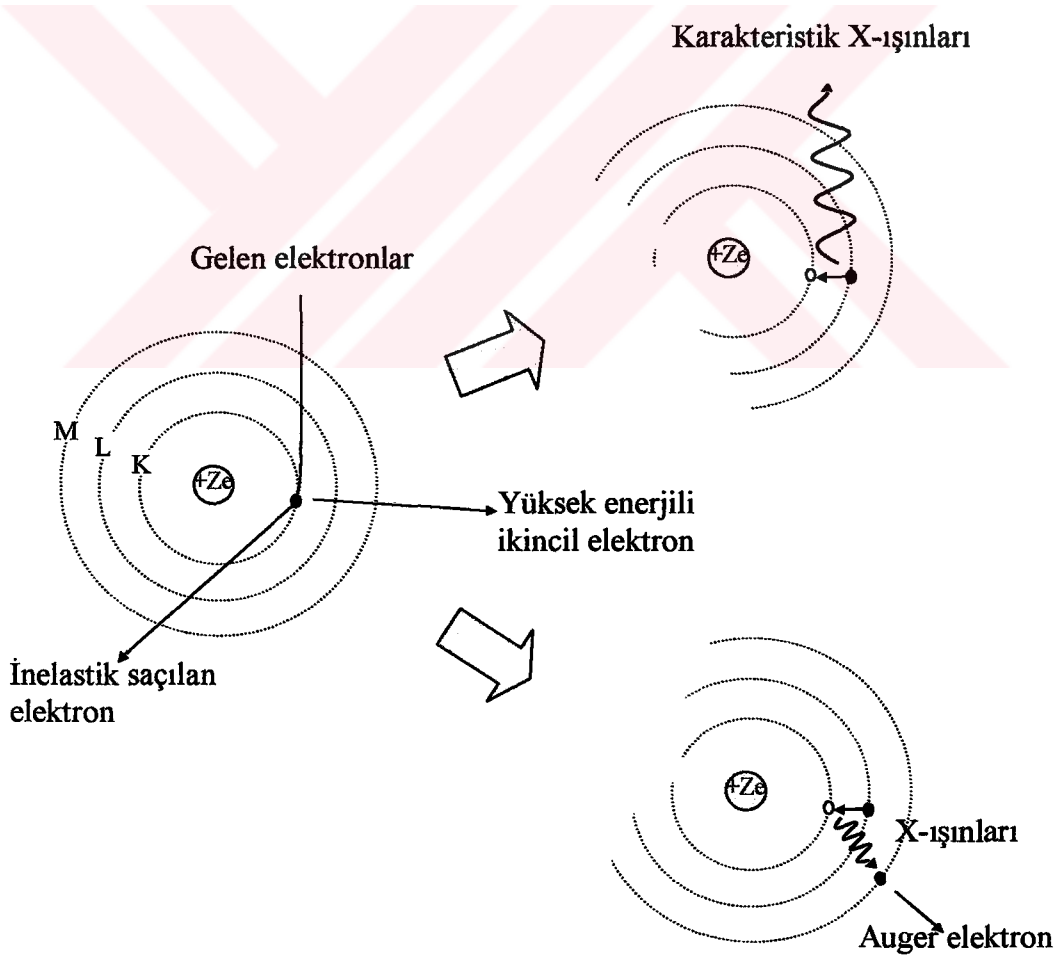 Karakteristik X-ışınları
+Ze
Gelen elektronlar
M
L
K
+Ze
Yüksek enerjili
ikincil elektron
İnelastik saçılan
elektron
+Ze
X-ışınları
Auger elektron